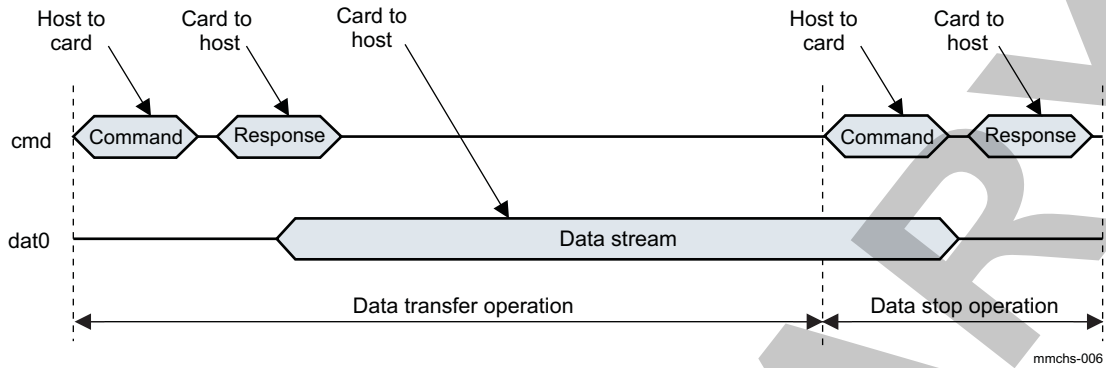 Host to
card
Card to
host
Card to
host
Host to
card
Card to
host
cmd
Command
Response
Command
Response
dat0
Data stream
Data transfer operation
Data stop operation
mmchs-006